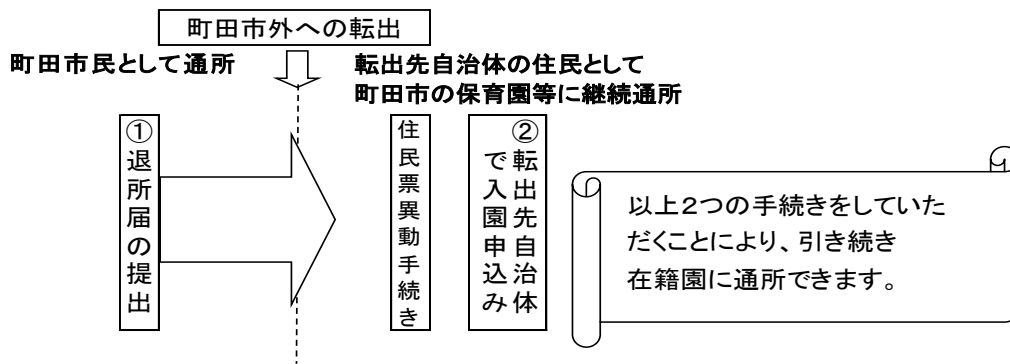 町田市外への転出
町田市民として通所
転出先自治体の住民として
町田市の保育園等に継続通所
①退所届の提出
住民票異動手続き
②転出先自治体
で入園申込み
以上２つの手続きをしていた
だくことにより、引き続き
在籍園に通所できます。